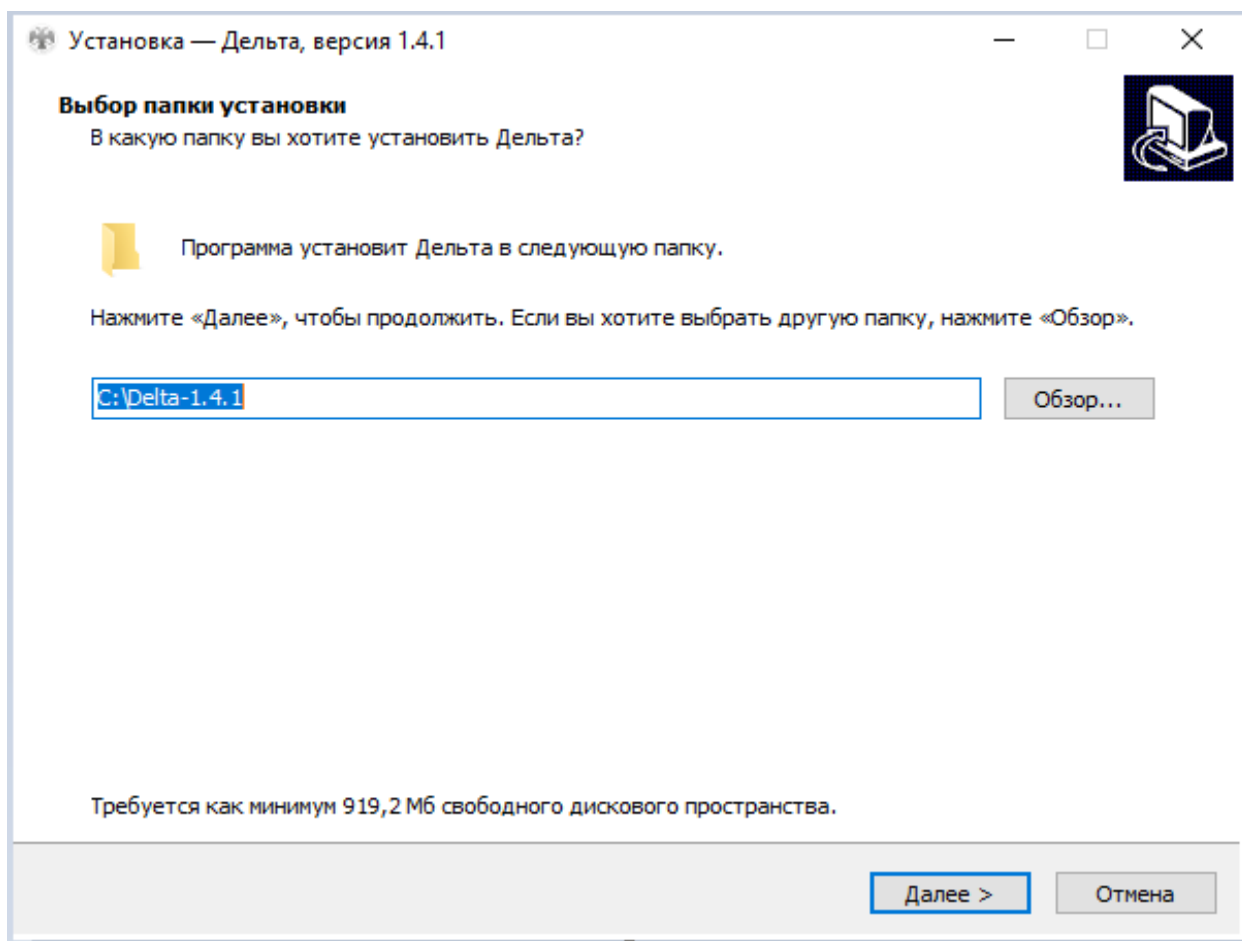 Установка — Дельта, версия 1.4.1
Выбор папки установки
В какую папку вы хотите установить Дельта?
Программа установит Дельта в следующую папку.
Нажмите «Далее», чтобы продолжить. Если вы хотите выбрать другую папку, нажмите «Обзор».
C:\Delta-1.4.1
Обзор...
Требуется как минимум 919,2 Мб свободного дискового пространства.
Далее >
Отмена